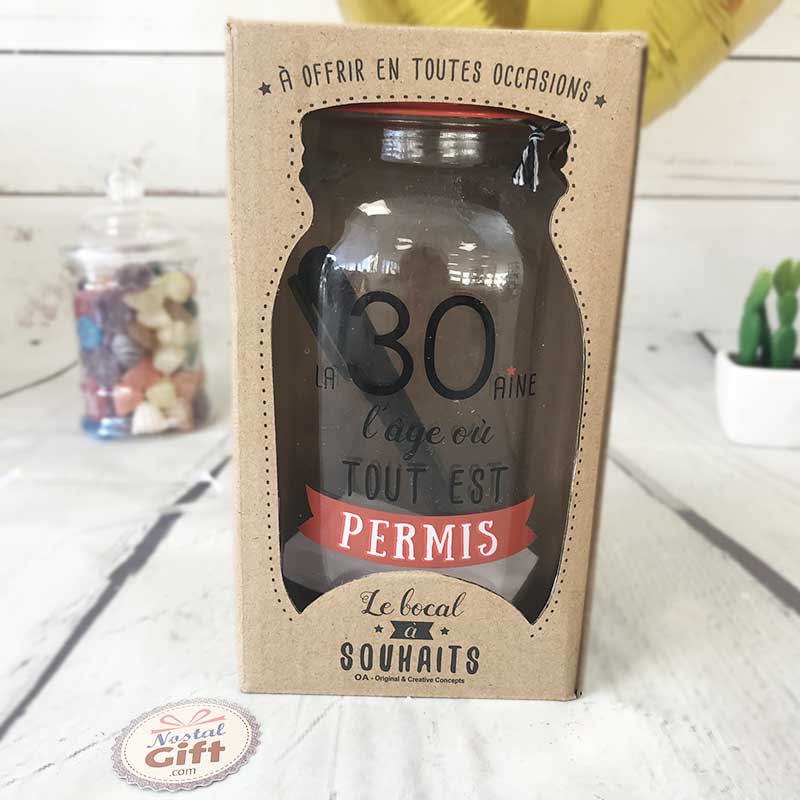 À OFFRIR EN TOUTES OCCASIONS
LA 30 AINE
l'âge où
TOUT EST
PERMIS
Le bocal
à
SOUHAITS
OA - Original & Creative Concepts
Nostal
Gift
.com